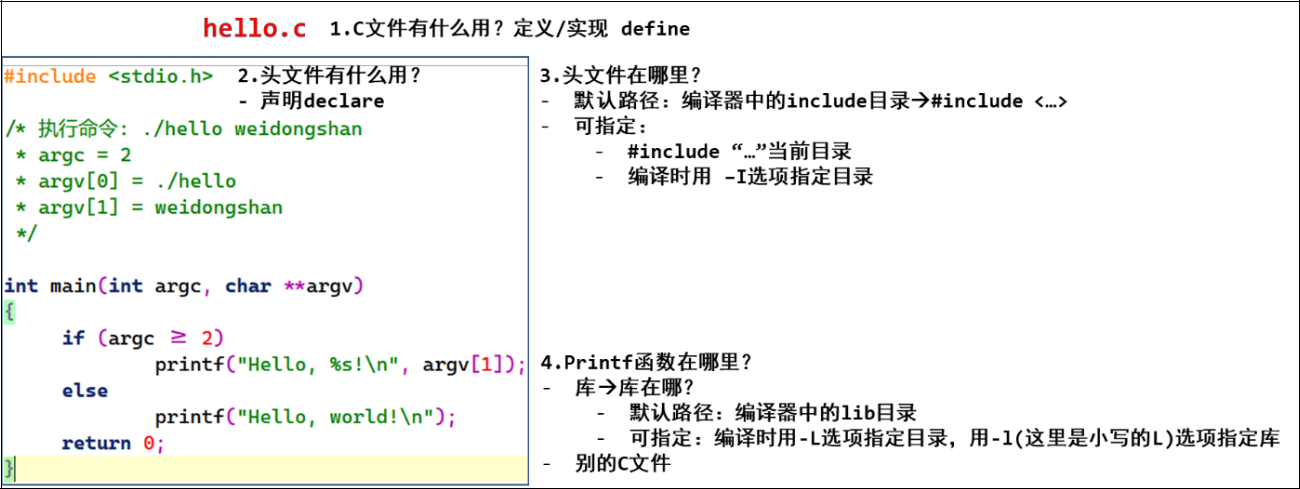 hello.c 1.C文件有什么用？定义/实现 define
#include <stdio.h> 2.头文件有什么用？
- 声明declare
/* 执行命令: ./hello weidongshan
* argc = 2
* argv[0] = ./hello
* argv[1] = weidongshan
*/
int main(int argc, char **argv)
{
if (argc ≥ 2)
printf("Hello, %s!\n", argv[1]);
else
printf("Hello, world!\n");
return 0;
}
3.头文件在哪里？
- 默认路径：编译器中的include目录→#include <…>
- 可指定：
- #include “…”当前目录
- 编译时用 –I选项指定目录
4.Printf函数在哪里？
- 库→库在哪？
- 默认路径：编译器中的lib目录
- 可指定：编译时用-L选项指定目录，用-l(这里是小写的L)选项指定库
- 别的C文件